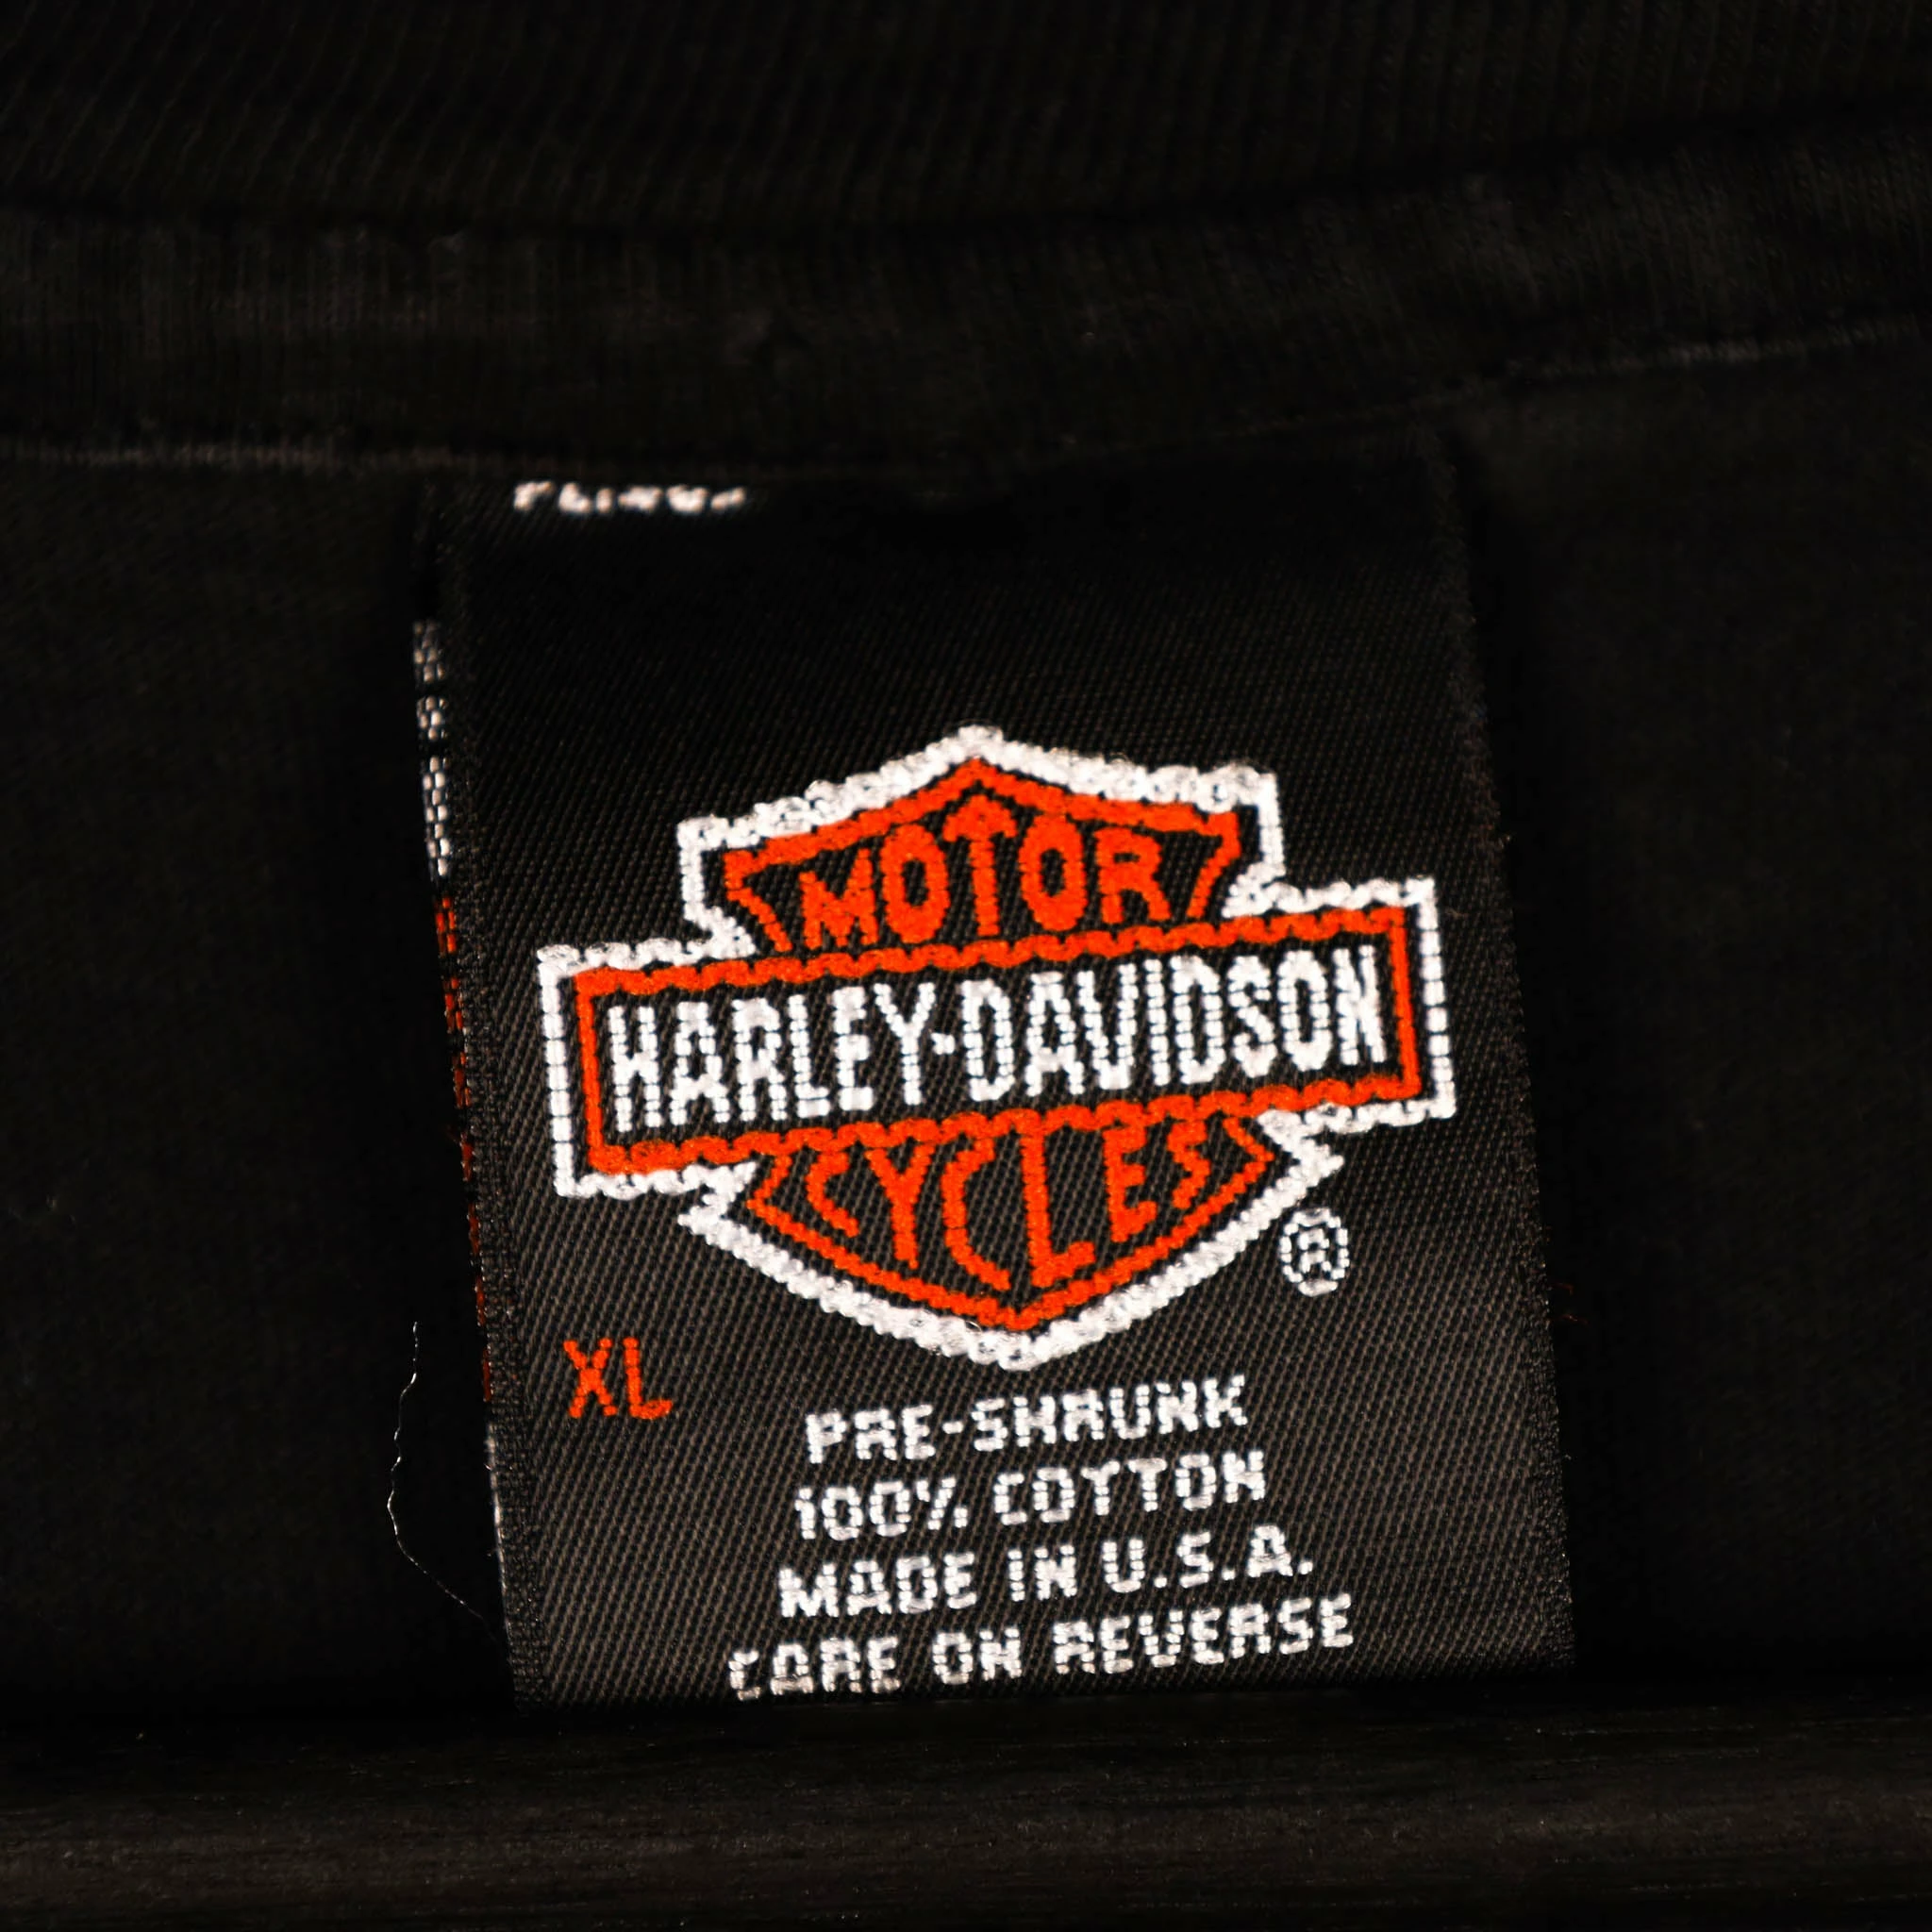 MOTOR
HARLEY-DAVIDSON
CYCLES
®
XL
PRE-SHRUNK
100% COTTON
MADE IN U.S.A.
CARE ON REVERSE